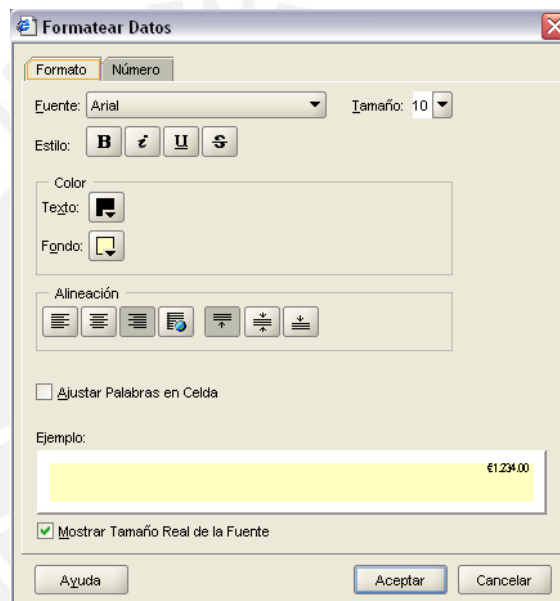 Formatear Datos
Formato Número
Fuente: Arial Tamaño: 10
Estilo: B i U S
Color
Texto:
Fondo:
Alineación
Ajustar Palabras en Celda
Ejemplo:
€1.234.00
Mostrar Tamaño Real de la Fuente
Ayuda Aceptar Cancelar